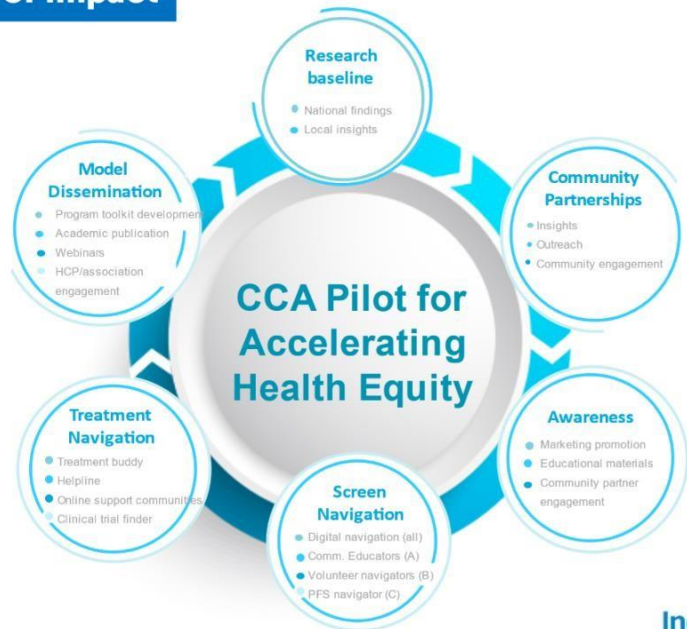 Impact
Research
baseline
National findings
Local insights
Community
Partnerships
Insights
Outreach
Community engagement
Awareness
Marketing promotion
Educational materials
Community partner
engagement
Screen
Navigation
Digital navigation (all)
Comm. Educators (A)
Volunteer navigators (B)
PFS navigator (C)
Treatment
Navigation
Treatment buddy
Helpline
Online support communities
Clinical trial finder
Model
Dissemination
Program toolkit development
Academic publication
Webinars
HCP/association
engagement
CCA Pilot for
Accelerating
Health Equity